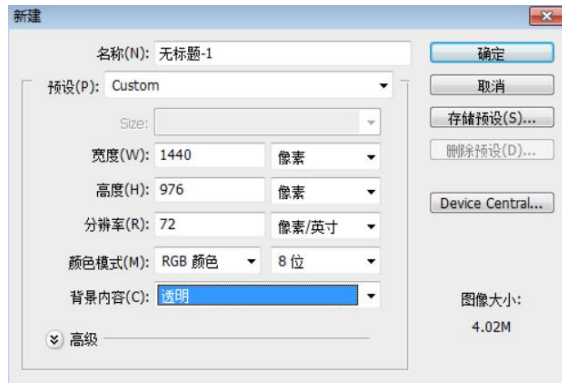 新建
名称(N): 无标题-1
确定
预设(P): Custom
取消
Size:
存储预设(S)...
宽度(W): 1440 像素
删除预设(D)...
高度(H): 976 像素
Device Central...
分辨率(R): 72 像素/英寸
颜色模式(M): RGB 颜色 8 位
背景内容(C): 透明
图像大小:
4.02M
高级